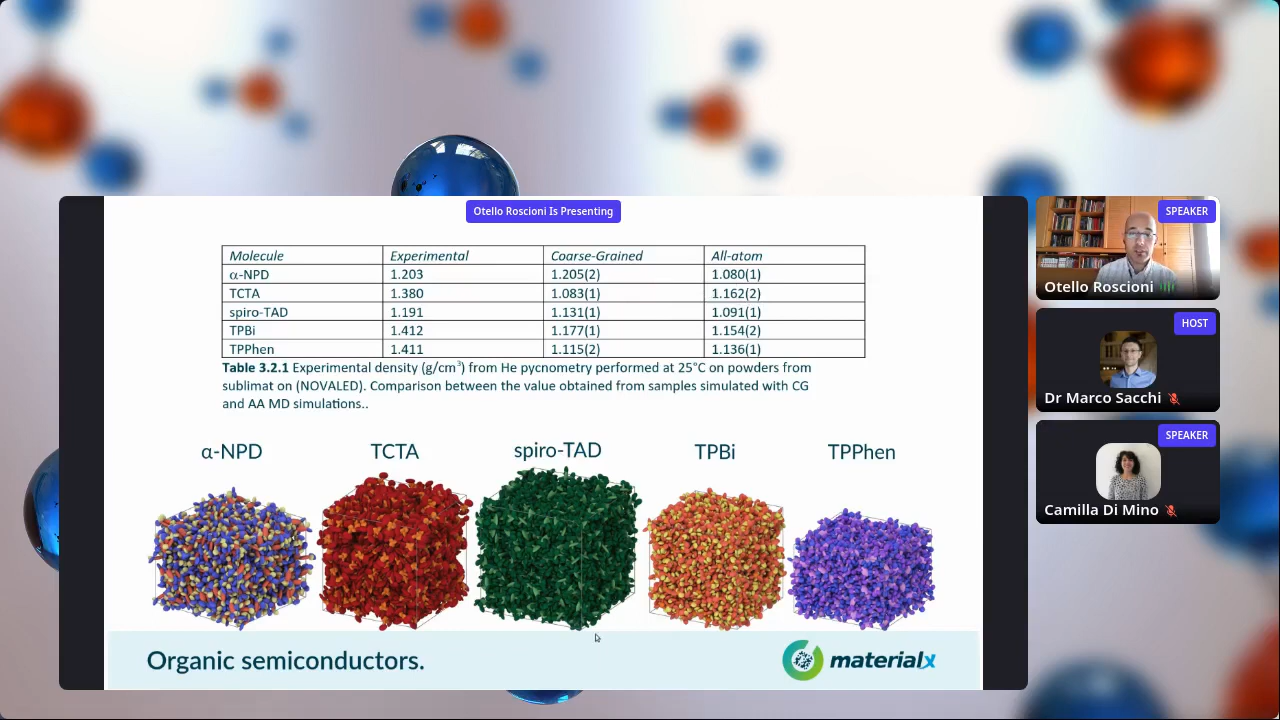 Otello Roscioni Is Presenting
Molecule Experimental Coarse-Grained All-atom
α-NPD 1.203 1.205(2) 1.080(1)
TCTA 1.380 1.083(1) 1.162(2)
spiro-TAD 1.191 1.131(1) 1.091(1)
TPBi 1.412 1.177(1) 1.154(2)
TPPhen 1.411 1.115(2) 1.136(1)
Table 3.2.1 Experimental density (g/cm³) from He pycnometry performed at 25°C on powders from
sublimat on (NOVALED). Comparison between the value obtained from samples simulated with CG
and AA MD simulations..
α-NPD TCTA spiro-TAD TPBi TPPhen
Organic semiconductors.
materialx
SPEAKER
Otello Roscioni
HOST
Dr Marco Sacchi
SPEAKER
Camilla Di Mino